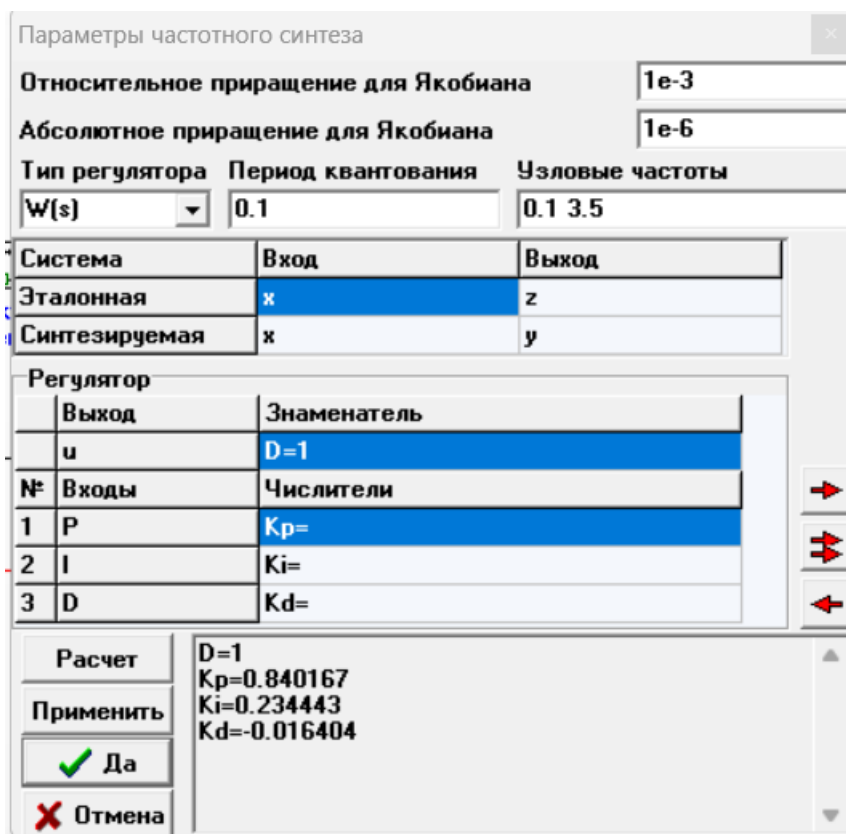 Параметры частотного синтеза
Относительное приращение для Якобиана 1e-3
Абсолютное приращение для Якобиана 1e-6
Тип регулятора Период квантования Узловые частоты
W(s) 0.1 0.1 3.5
Система Вход Выход
Эталонная x z
Синтезируемая x y
Регулятор
Выход Знаменатель
u D=1
№ Входы Числители
1 P Kp=
2 I Ki=
3 D Kd=
Расчет
Применить
Да
Отмена
D=1
Kp=0.840167
Ki=0.234443
Kd=-0.016404